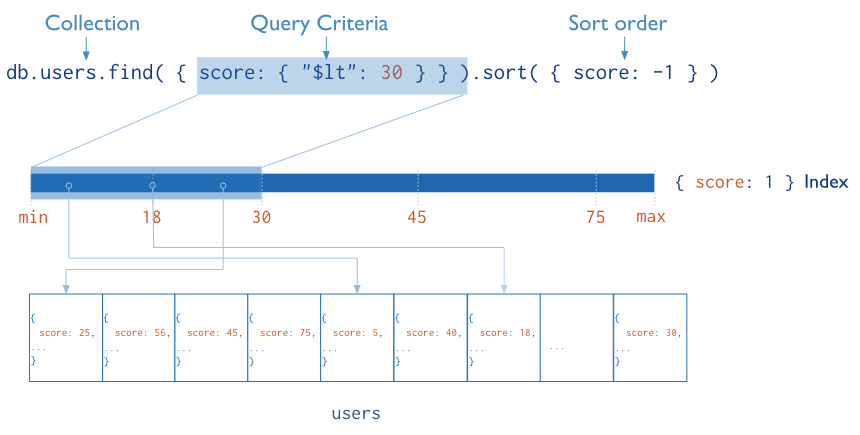 Collection Query Criteria Sort order
db.users.find( { score: { "$lt": 30 } } ).sort( { score: -1 } )
{ score: 1 } Index
min 18 30 45 75 max
{ { { { { { { {
score: 25, score: 56, score: 45, score: 75, score: 5, score: 40, score: 18, score: 30,
... ... ... ... ... ... ... ... ...
} } } } } } } }
users